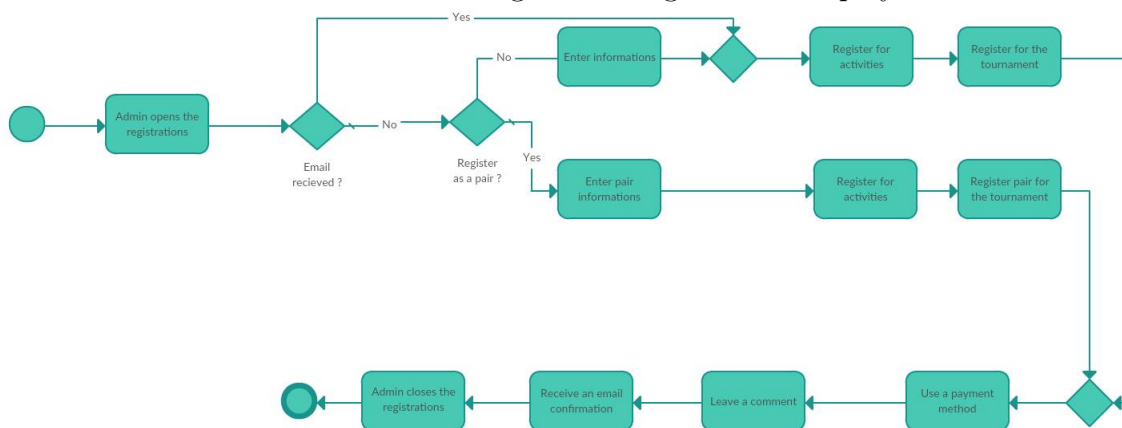 Yes
No
Enter informations
Register for
activities
Register for the
tournament
Admin opens the
registrations
No
Email
recieved ?
Register
as a pair ?
Yes
Enter pair
informations
Register for
activities
Register pair for
the tournament
Admin closes the
registrations
Receive an email
confirmation
Leave a comment
Use a payment
method